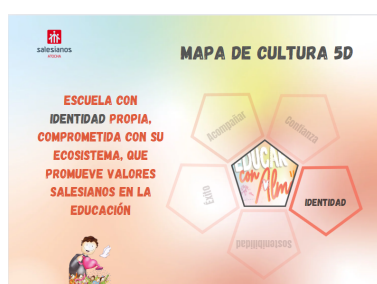 salesianos
ATOCHA
MAPA DE CULTURA 5D
ESCUELA CON
IDENTIDAD PROPIA,
COMPROMETIDA CON SU
ECOSISTEMA, QUE
PROMUEVE VALORES
SALESIANOS EN LA
EDUCACIÓN
Acompañar
Confianza
EDUCAR
con Alma
Éxito
IDENTIDAD
Sostenibilidad